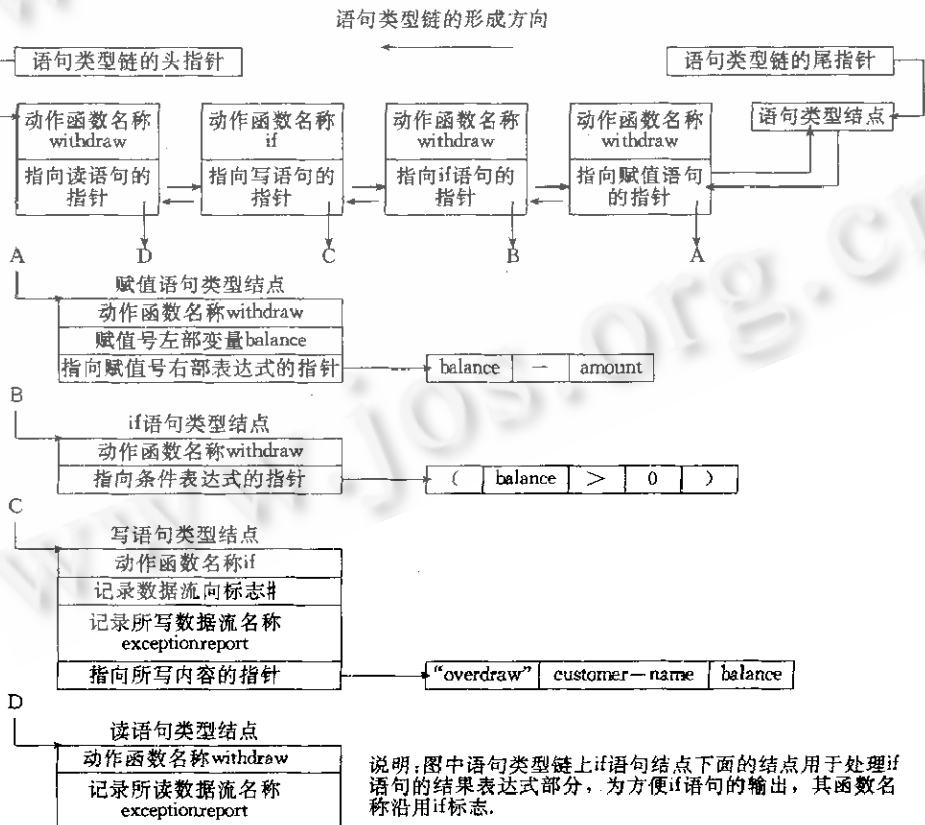 语句类型链的形成方向
语句类型链的头指针
语句类型链的尾指针
动作函数名称
withdraw
指向读语句的
指针
动作函数名称
if
指向写语句的
指针
动作函数名称
withdraw
指向if语句的
指针
动作函数名称
withdraw
指向赋值语句
的指针
语句类型结点
D
C
B
A
A
赋值语句类型结点
动作函数名称withdraw
赋值号左部变量balance
指向赋值号右部表达式的指针
balance － amount
B
if语句类型结点
动作函数名称withdraw
指向条件表达式的指针
( balance > 0 )
C
写语句类型结点
动作函数名称if
记录数据流向标志#
记录所写数据流名称
exceptionreport
指向所写内容的指针
“overdraw” customer－name balance
D
读语句类型结点
动作函数名称withdraw
记录所读数据流名称
exceptionreport
说明:图中语句类型链上if语句结点下面的结点用于处理if
语句的结果表达式部分，为方便if语句的输出，其函数名
称沿用if标志.
www.jos.org.cn